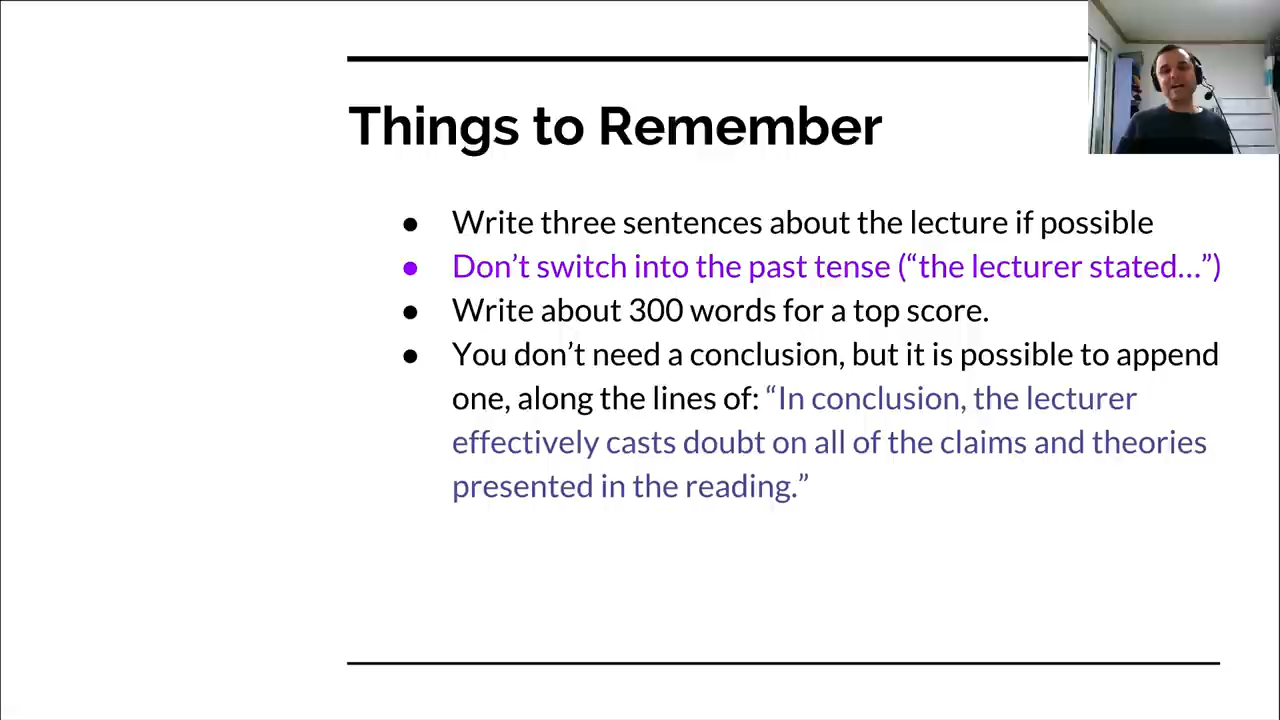 Things to Remember
● Write three sentences about the lecture if possible
● Don’t switch into the past tense (“the lecturer stated…”)
● Write about 300 words for a top score.
● You don’t need a conclusion, but it is possible to append
one, along the lines of: “In conclusion, the lecturer
effectively casts doubt on all of the claims and theories
presented in the reading.”